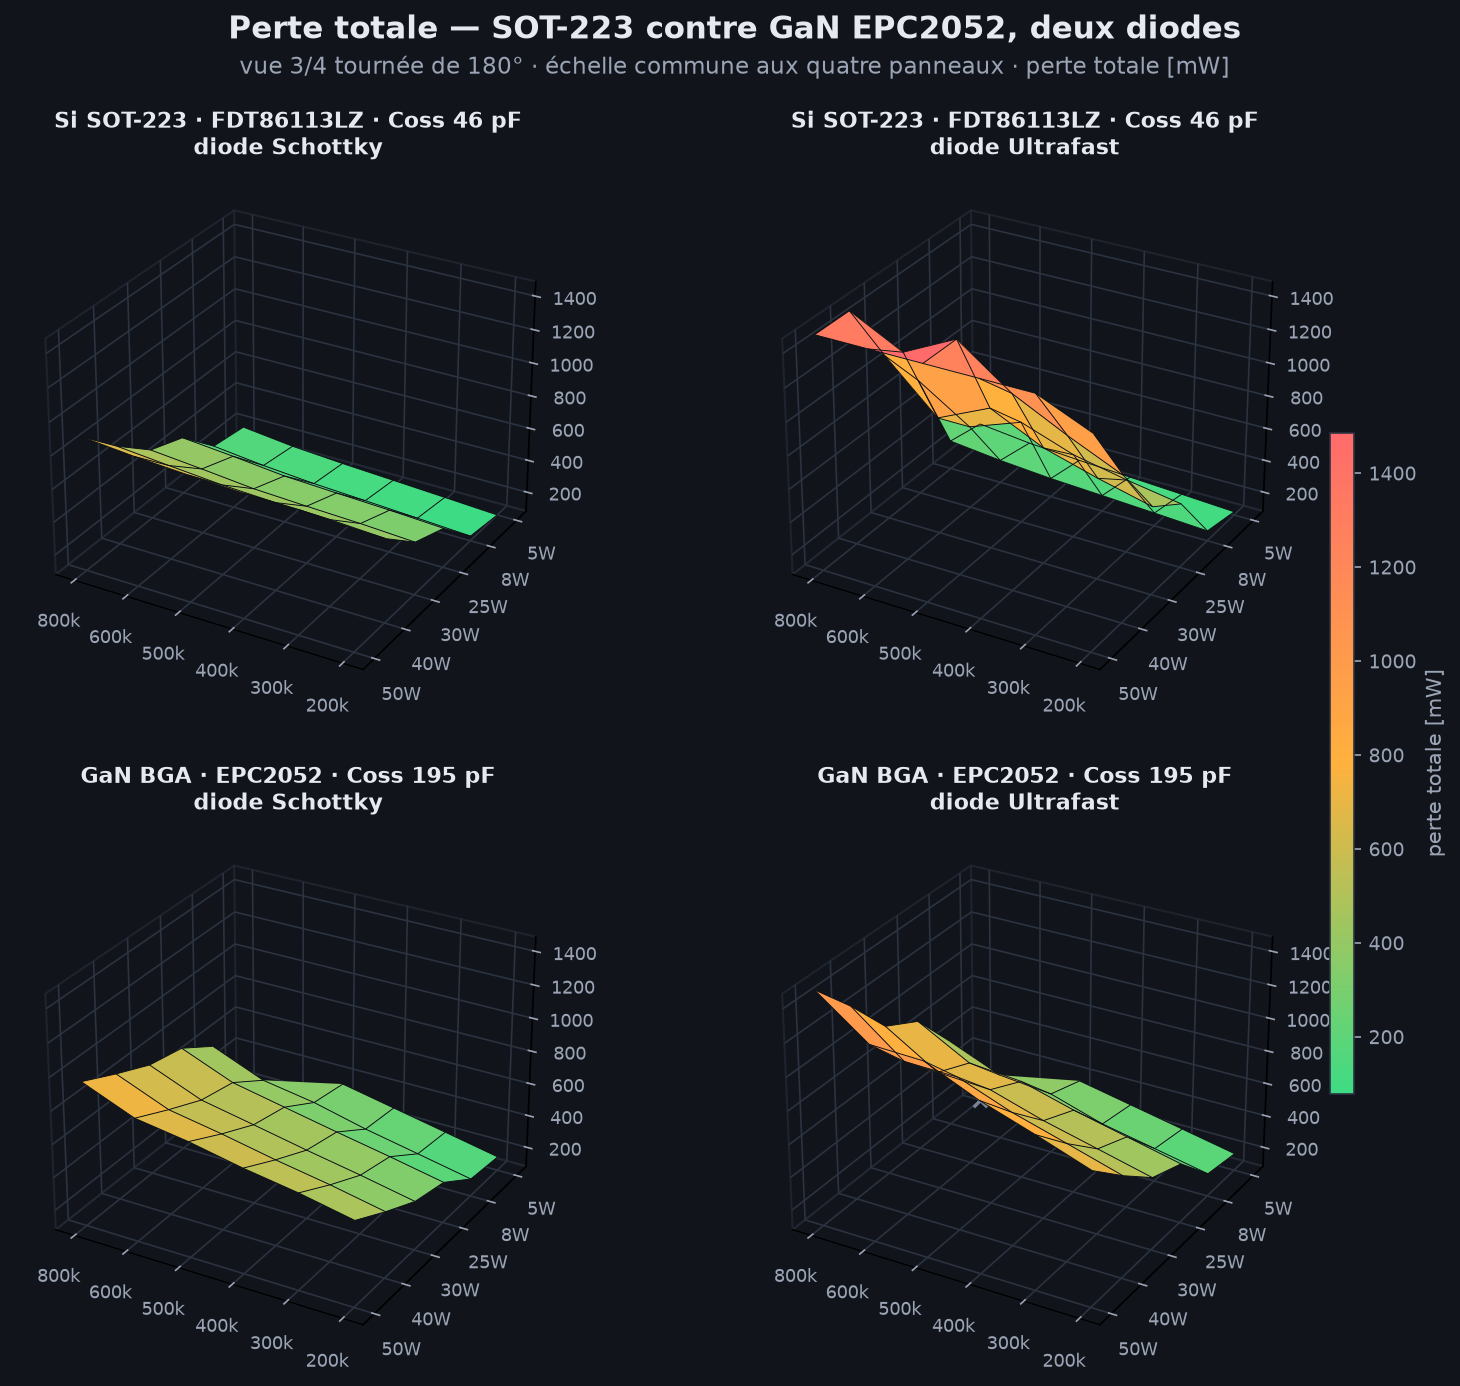 Perte totale — SOT-223 contre GaN EPC2052, deux diodes
vue 3/4 tournée de 180° · échelle commune aux quatre panneaux · perte totale [mW]
Si SOT-223 · FDT86113LZ · Coss 46 pF
diode Schottky
1400
1200
1000
800
600
400
200
5W
8W
25W
30W
40W
50W
800k
600k
500k
400k
300k
200k
Si SOT-223 · FDT86113LZ · Coss 46 pF
diode Ultrafast
1400
1200
1000
800
600
400
200
5W
8W
25W
30W
40W
50W
800k
600k
500k
400k
300k
200k
GaN BGA · EPC2052 · Coss 195 pF
diode Schottky
1400
1200
1000
800
600
400
200
5W
8W
25W
30W
40W
50W
800k
600k
500k
400k
300k
200k
GaN BGA · EPC2052 · Coss 195 pF
diode Ultrafast
1400
1200
1000
800
600
400
200
5W
8W
25W
30W
40W
50W
800k
600k
500k
400k
300k
200k
1400
1200
1000
800
600
400
200
perte totale [mW]